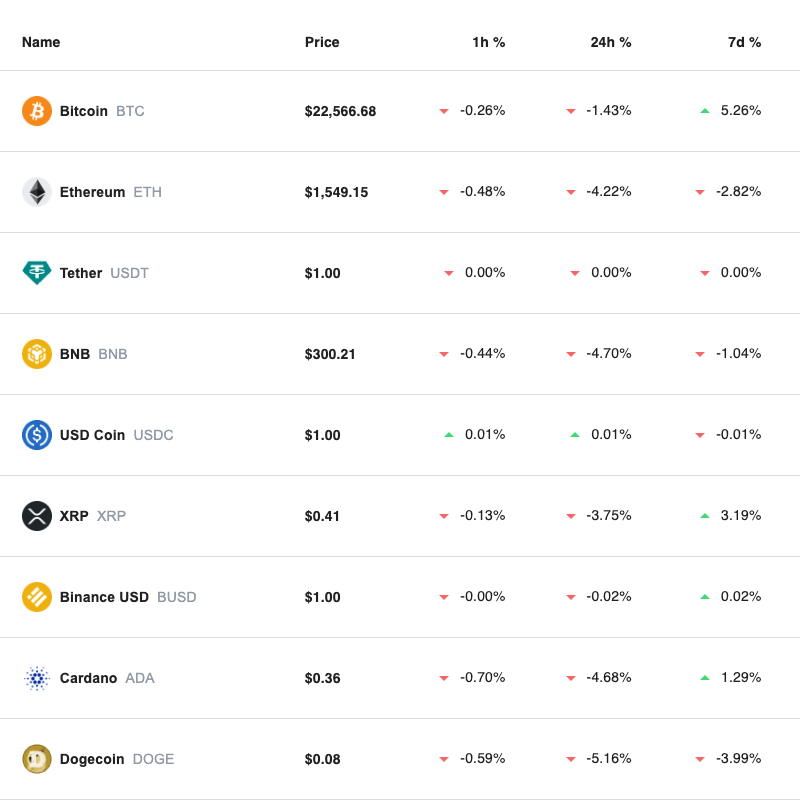 Name Price 1h % 24h % 7d %
Bitcoin BTC $22,566.68 -0.26% -1.43% 5.26%
Ethereum ETH $1,549.15 -0.48% -4.22% -2.82%
Tether USDT $1.00 0.00% 0.00% 0.00%
BNB BNB $300.21 -0.44% -4.70% -1.04%
USD Coin USDC $1.00 0.01% 0.01% -0.01%
XRP XRP $0.41 -0.13% -3.75% 3.19%
Binance USD BUSD $1.00 -0.00% -0.02% 0.02%
Cardano ADA $0.36 -0.70% -4.68% 1.29%
Dogecoin DOGE $0.08 -0.59% -5.16% -3.99%